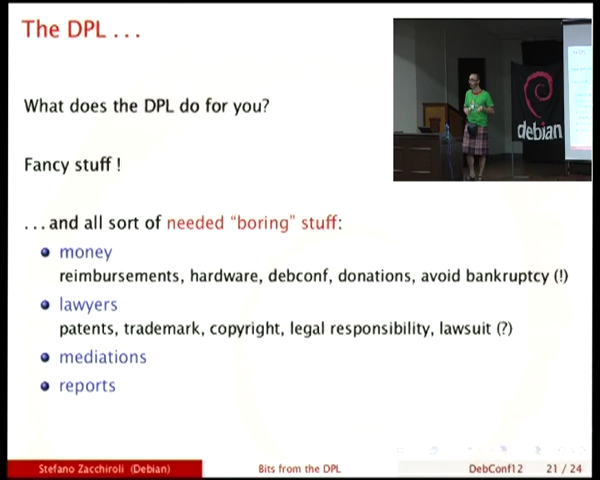 The DPL ...
debian
What does the DPL do for you?
Fancy stuff !
...and all sort of needed “boring” stuff:
money
reimbursements, hardware, debconf, donations, avoid bankruptcy (!)
lawyers
patents, trademark, copyright, legal responsibility, lawsuit (?)
mediations
reports
Stefano Zacchiroli (Debian)
Bits from the DPL
DebConf12
21 / 24